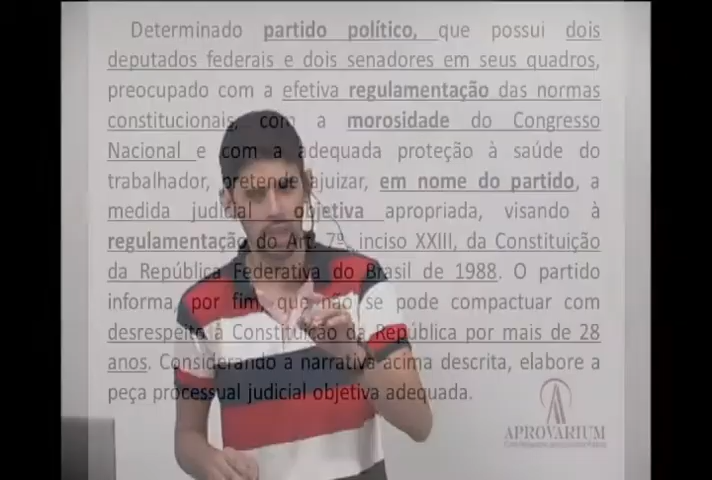 Determinado partido político, que possui dois
deputados federais e dois senadores em seus quadros,
preocupado com a efetiva regulamentação das normas
constitucionais, com a morosidade do Congresso
Nacional e com a adequada proteção à saúde do
trabalhador, pretende ajuizar, em nome do partido, a
medida judicial objetiva apropriada, visando à
regulamentação do Art. 7º, inciso XXIII, da Constituição
da República Federativa do Brasil de 1988. O partido
informa, por fim, que não se pode compactuar com
desrespeito à Constituição da República por mais de 28
anos. Considerando a narrativa acima descrita, elabore a
peça processual judicial objetiva adequada.
APROVARIUM